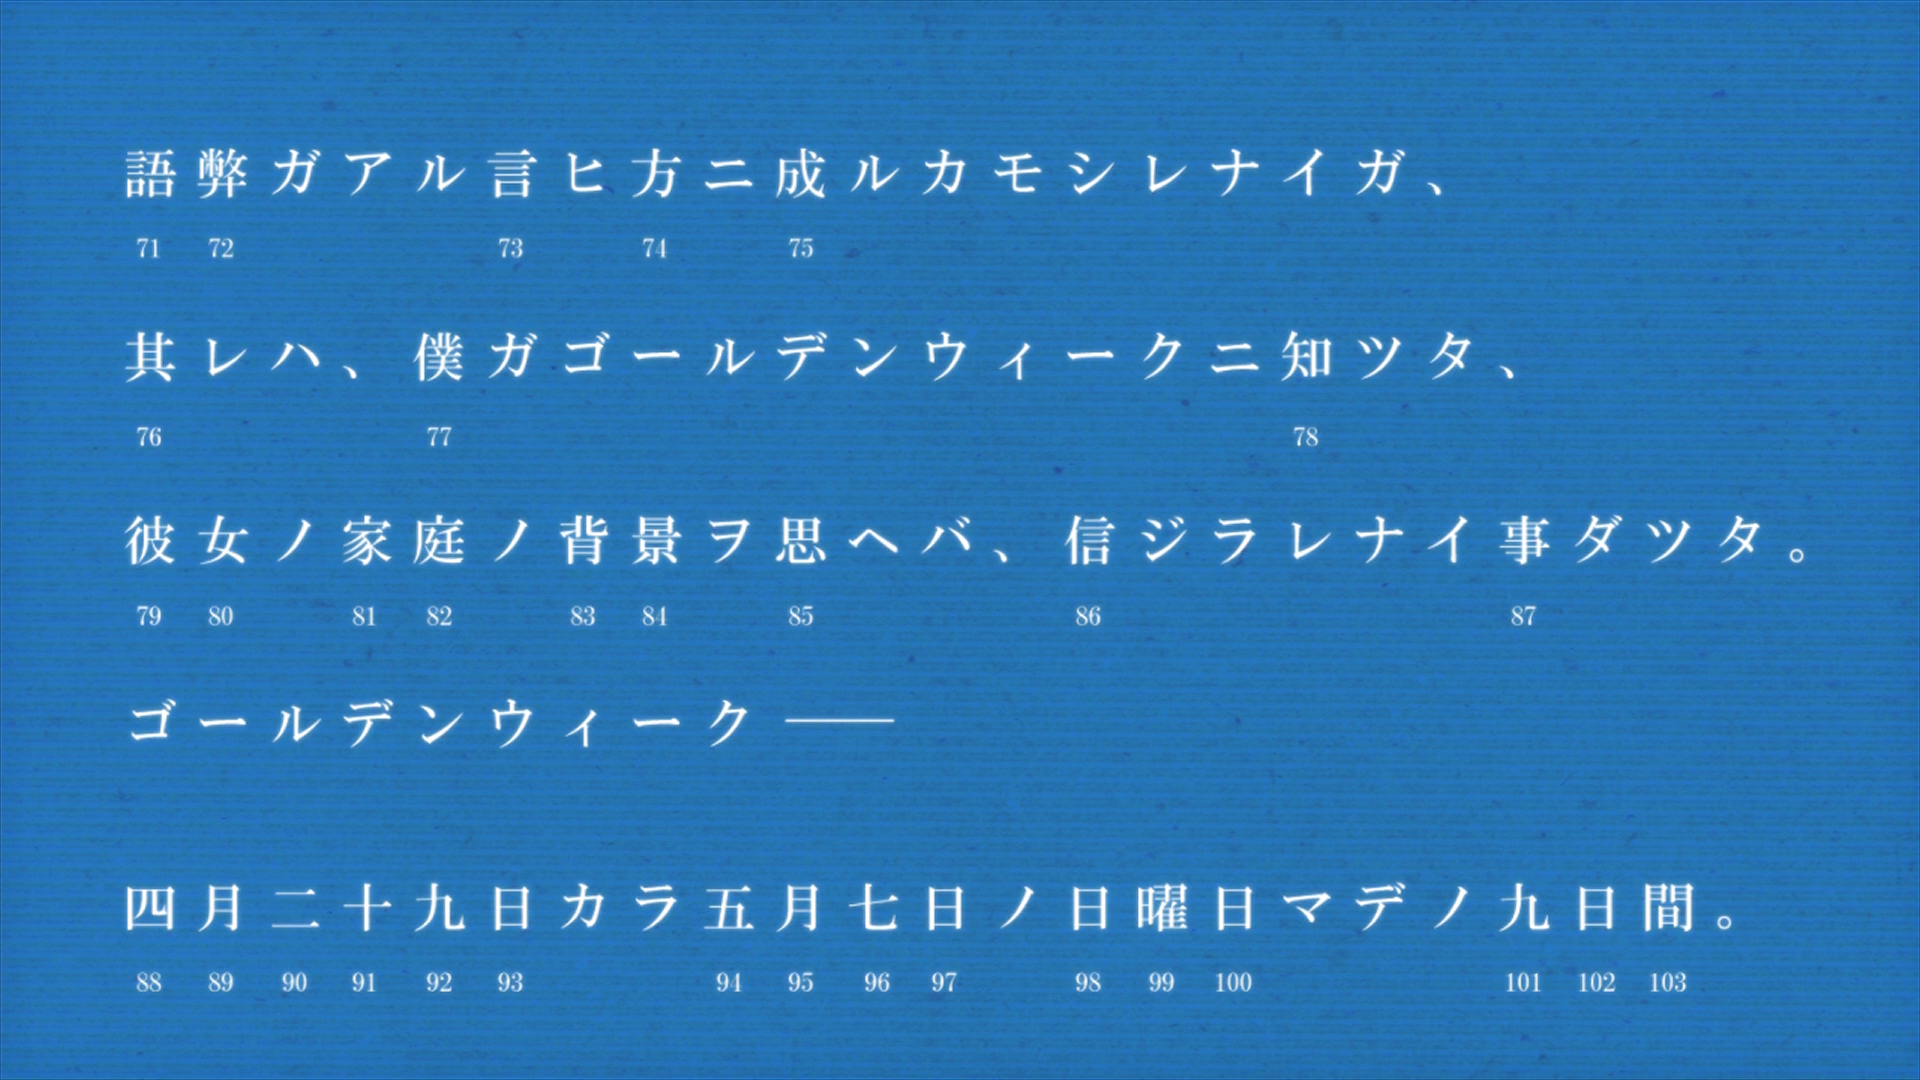 語弊ガアル言ヒ方ニ成ルカモシレナイガ、
71 72 73 74 75
其レハ、僕ガゴールデンウィークニ知ツタ、
76 77 78
彼女ノ家庭ノ背景ヲ思ヘバ、信ジラレナイ事ダツタ。
79 80 81 82 83 84 85 86 87
ゴールデンウィーク――
四月二十九日カラ五月七日ノ日曜日マデノ九日間。
88 89 90 91 92 93 94 95 96 97 98 99 100 101 102 103